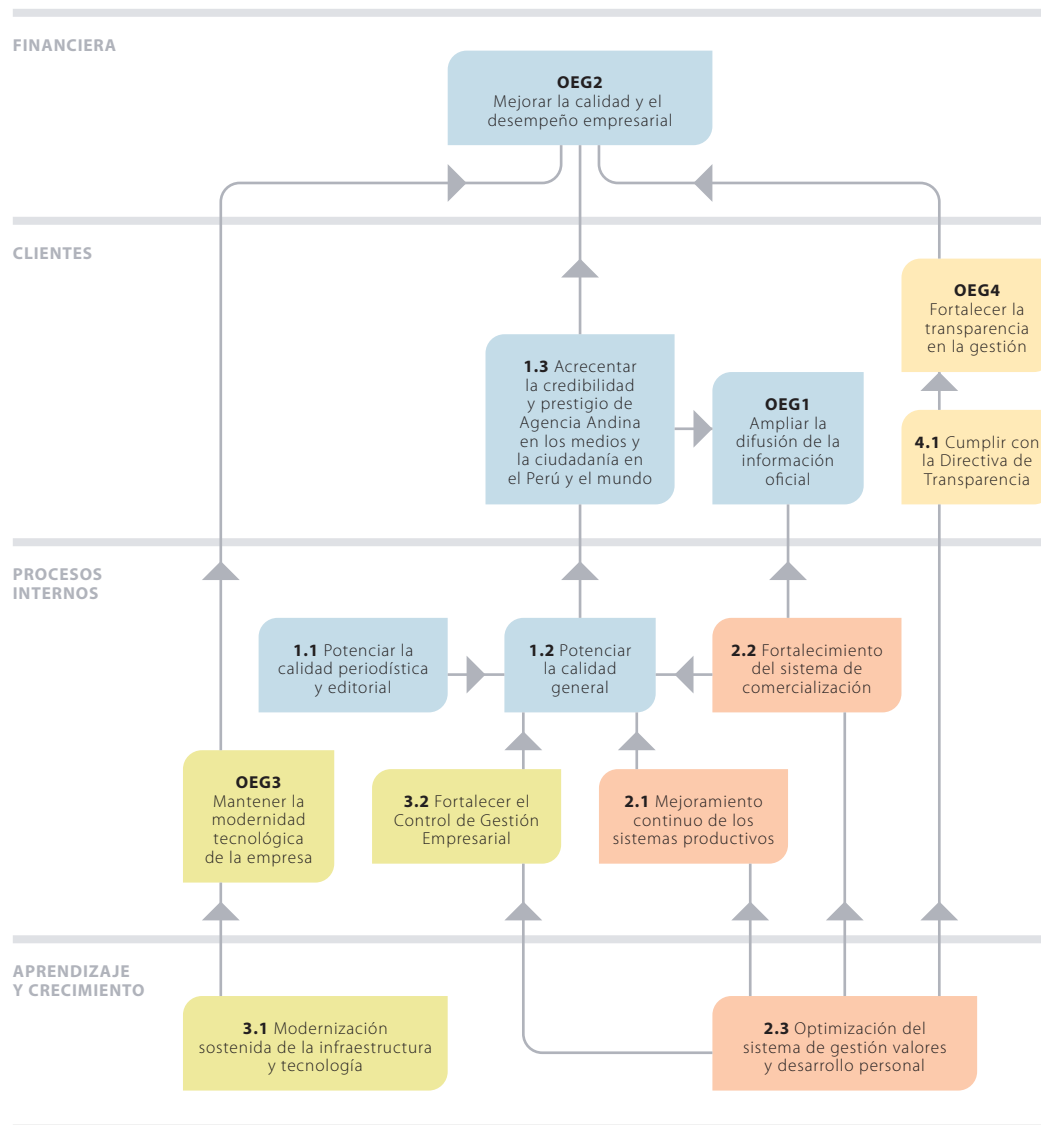 FINANCIERA
OEG2
Mejorar la calidad y el
desempeño empresarial
CLIENTES
OEG4
Fortalecer la
transparencia
en la gestión
1.3 Acrecentar
la credibilidad
y prestigio de
Agencia Andina
en los medios y
la ciudadanía en
el Perú y el mundo
OEG1
Ampliar la
difusión de la
información
oficial
4.1 Cumplir con
la Directiva de
Transparencia
PROCESOS
INTERNOS
1.1 Potenciar la
calidad periodística
y editorial
1.2 Potenciar
la calidad
general
2.2 Fortalecimiento
del sistema de
comercialización
OEG3
Mantener la
modernidad
tecnológica
de la empresa
3.2 Fortalecer el
Control de Gestión
Empresarial
2.1 Mejoramiento
continuo de los
sistemas productivos
APRENDIZAJE
Y CRECIMIENTO
3.1 Modernización
sostenida de la infraestructura
y tecnología
2.3 Optimización del
sistema de gestión valores
y desarrollo personal